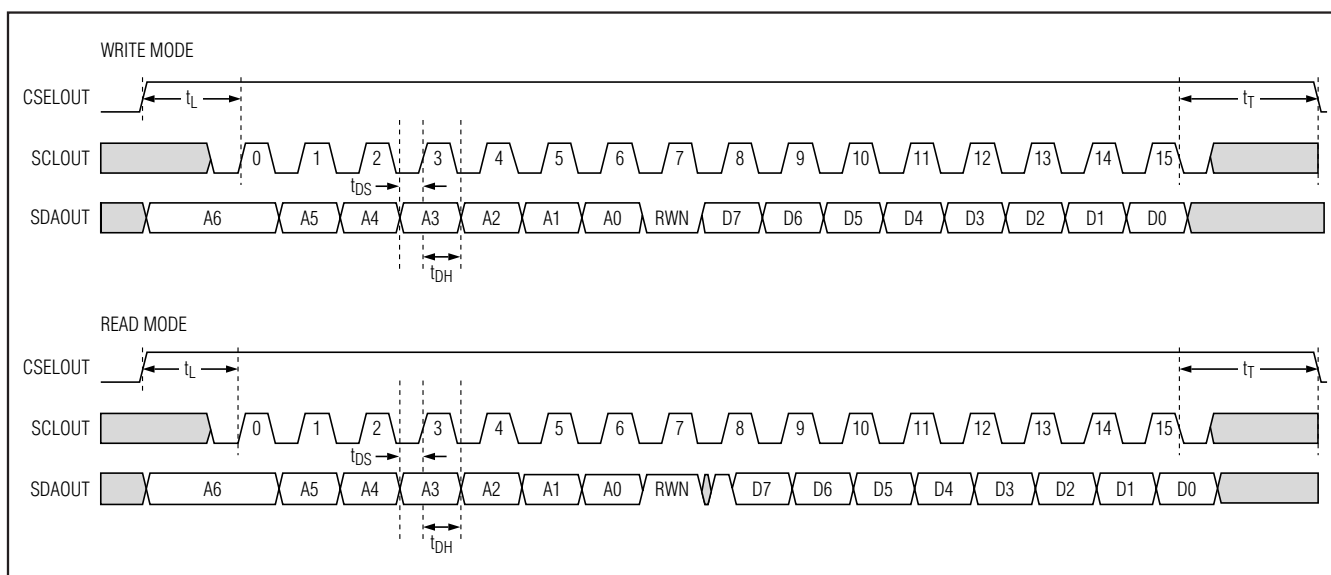 WRITE MODE
CSELOUT
tL
tT
SCLOUT
0 1 2 3 4 5 6 7 8 9 10 11 12 13 14 15
tDS
SDAOUT
A6 A5 A4 A3 A2 A1 A0 RWN D7 D6 D5 D4 D3 D2 D1 D0
tDH
READ MODE
CSELOUT
tL
tT
SCLOUT
0 1 2 3 4 5 6 7 8 9 10 11 12 13 14 15
tDS
SDAOUT
A6 A5 A4 A3 A2 A1 A0 RWN D7 D6 D5 D4 D3 D2 D1 D0
tDH